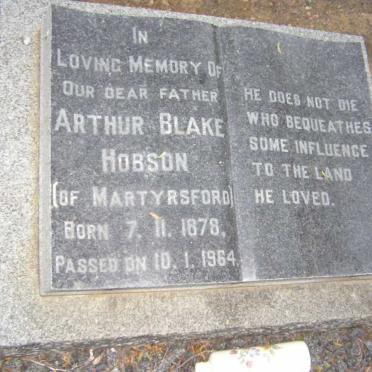 IN
LOVING MEMORY OF
OUR DEAR FATHER
ARTHUR BLAKE
HOBSON
(OF MARTYRSFORD)
BORN 7. 11. 1878,
PASSED ON 10. 1. 1964.
HE DOES NOT DIE
WHO BEQUEATHES
SOME INFLUENCE
TO THE LAND
HE LOVED.